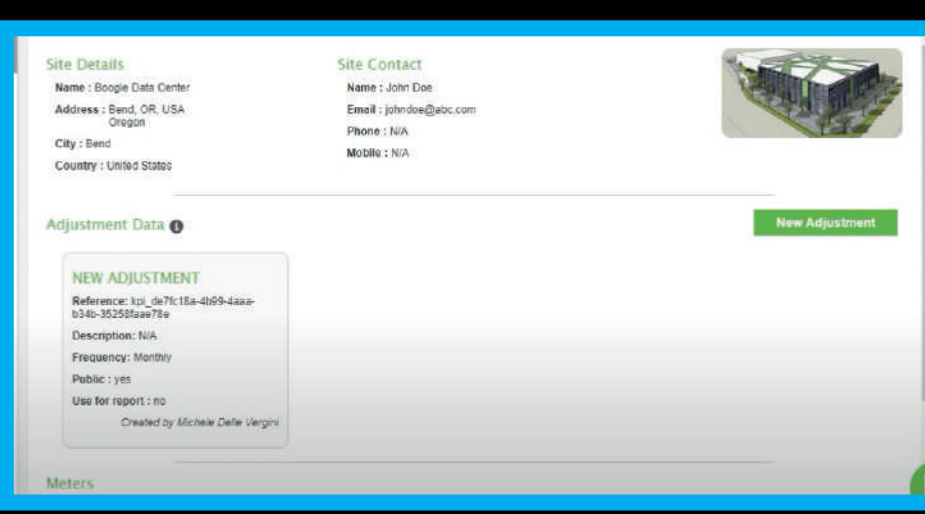 Site Details
Name : Boogle Data Center
Address : Bend, OR, USA
Oregon
City : Bend
Country : United States
Site Contact
Name : John Doe
Email : johndoe@abc.com
Phone : N/A
Mobile : N/A
Adjustment Data
New Adjustment
NEW ADJUSTMENT
Reference: kpi_de7fc18a-4b99-4aaa-
b34b-35258faae78e
Description: N/A
Frequency: Monthly
Public : yes
Use for report : no
Created by Michele Delle Vergini
Meters